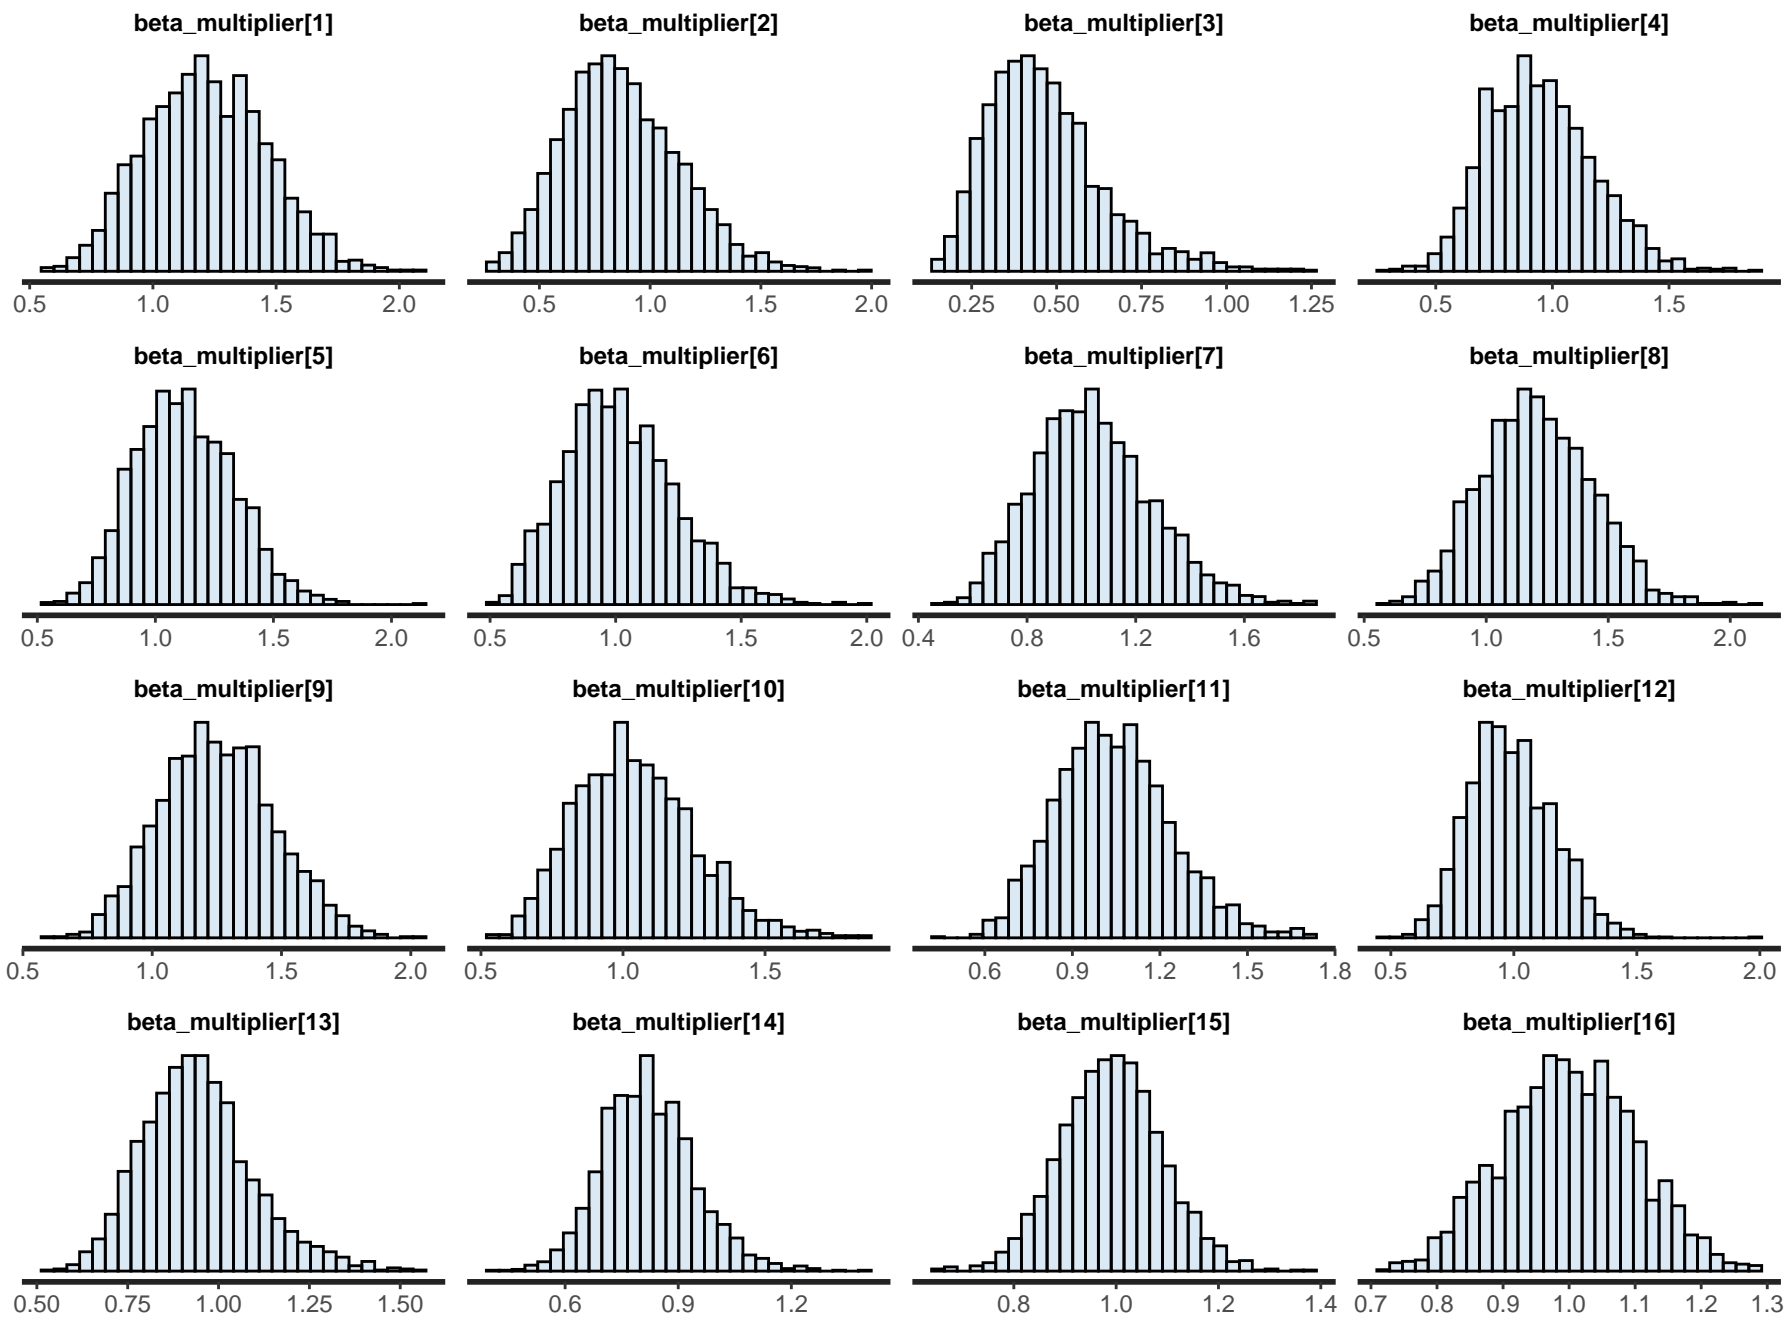 beta_multiplier[1] beta_multiplier[2] beta_multiplier[3] beta_multiplier[4]
0.5 1.0 1.5 2.0 0.5 1.0 1.5 2.0 0.25 0.50 0.75 1.00 1.25 0.5 1.0 1.5
beta_multiplier[5] beta_multiplier[6] beta_multiplier[7] beta_multiplier[8]
0.5 1.0 1.5 2.0 0.5 1.0 1.5 2.0 0.4 0.8 1.2 1.6 0.5 1.0 1.5 2.0
beta_multiplier[9] beta_multiplier[10] beta_multiplier[11] beta_multiplier[12]
0.5 1.0 1.5 2.0 0.5 1.0 1.5 0.6 0.9 1.2 1.5 1.8 0.5 1.0 1.5 2.0
beta_multiplier[13] beta_multiplier[14] beta_multiplier[15] beta_multiplier[16]
0.50 0.75 1.00 1.25 1.50 0.6 0.9 1.2 0.8 1.0 1.2 1.4 0.7 0.8 0.9 1.0 1.1 1.2 1.3